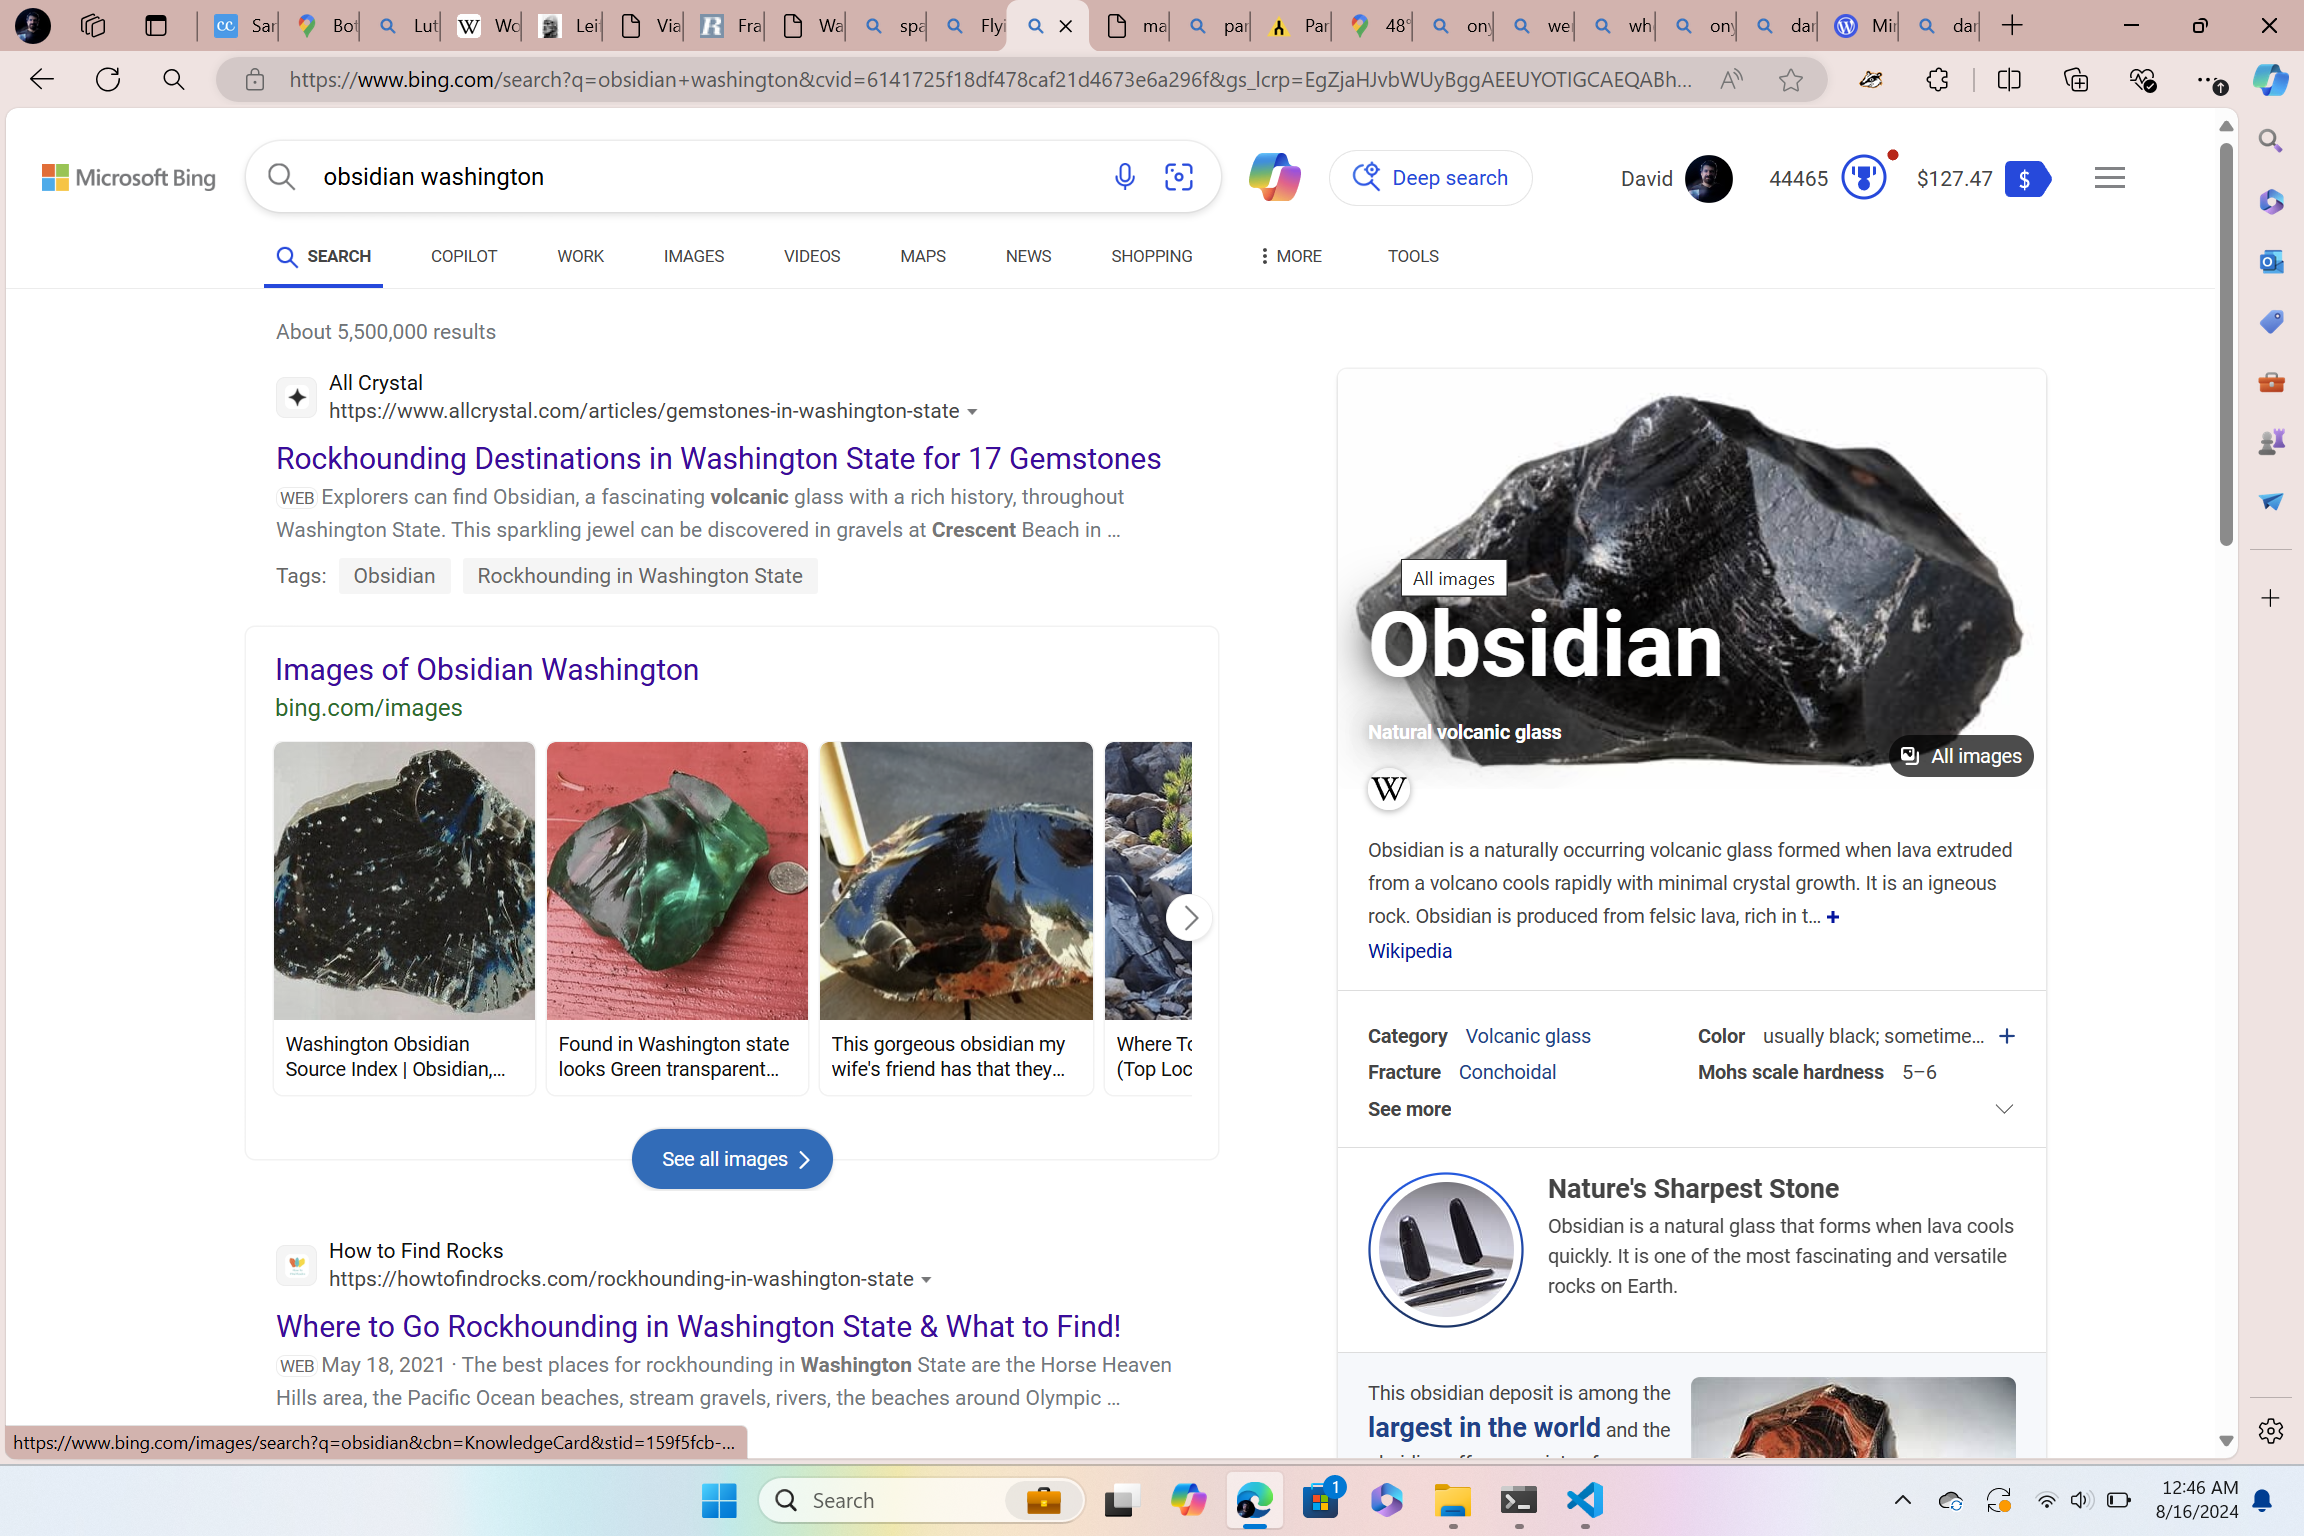 Sar
Bot
Lut
W Wo
Lei
Via
R Fra
Wa
spa
Flyi
ma
par
Par
48°
ony
wei
wh
ony
dar
Mir
dar
https://www.bing.com/search?q=obsidian+washington&cvid=6141725f18df478caf21d4673e6a296f&gs_lcrp=EgZjaHJvbWUyBggAEEUYOTIGCAEQABh...
Microsoft Bing
obsidian washington
Deep search
David
44465
$127.47
$
SEARCH
COPILOT
WORK
IMAGES
VIDEOS
MAPS
NEWS
SHOPPING
MORE
TOOLS
About 5,500,000 results
All Crystal
https://www.allcrystal.com/articles/gemstones-in-washington-state
Rockhounding Destinations in Washington State for 17 Gemstones
WEB Explorers can find Obsidian, a fascinating volcanic glass with a rich history, throughout
Washington State. This sparkling jewel can be discovered in gravels at Crescent Beach in ...
Tags: Obsidian Rockhounding in Washington State
Images of Obsidian Washington
bing.com/images
Washington Obsidian
Source Index | Obsidian,...
Found in Washington state
looks Green transparent...
This gorgeous obsidian my
wife's friend has that they...
Where To
(Top Loc
See all images
How to Find Rocks
https://howtofindrocks.com/rockhounding-in-washington-state
Where to Go Rockhounding in Washington State & What to Find!
WEB May 18, 2021 · The best places for rockhounding in Washington State are the Horse Heaven
Hills area, the Pacific Ocean beaches, stream gravels, rivers, the beaches around Olympic ...
https://www.bing.com/images/search?q=obsidian&cbn=KnowledgeCard&stid=159f5fcb-...
All images
Obsidian
Natural volcanic glass
All images
W
Obsidian is a naturally occurring volcanic glass formed when lava extruded
from a volcano cools rapidly with minimal crystal growth. It is an igneous
rock. Obsidian is produced from felsic lava, rich in t... +
Wikipedia
Category Volcanic glass
Color usually black; sometime... +
Fracture Conchoidal
Mohs scale hardness 5–6
See more
Nature's Sharpest Stone
Obsidian is a natural glass that forms when lava cools
quickly. It is one of the most fascinating and versatile
rocks on Earth.
This obsidian deposit is among the
largest in the world and the
Search
1
12:46 AM
8/16/2024